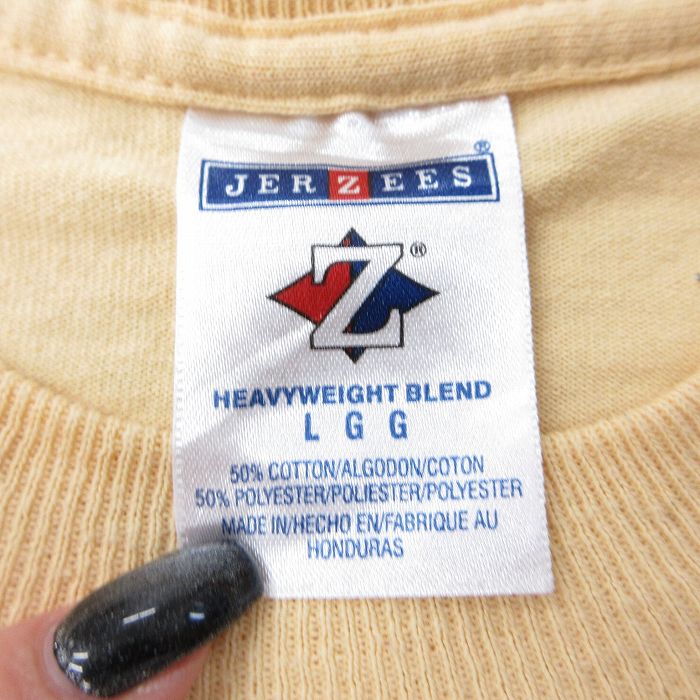 JERZEES®
Z®
HEAVYWEIGHT BLEND
L G G
50% COTTON/ALGODON/COTON
50% POLYESTER/POLIESTER/POLYESTER
MADE IN/HECHO EN/FABRIQUE AU
HONDURAS